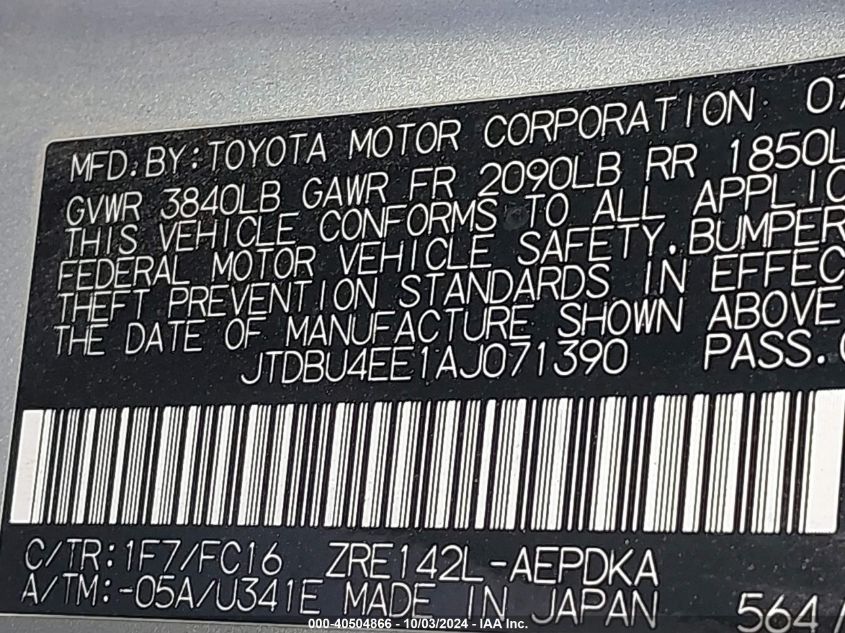 MFD. BY: TOYOTA MOTOR CORPORATION 07
GVWR 3840LB GAWR FR 2090LB RR 1850L
THIS VEHICLE CONFORMS TO ALL APPLIC
FEDERAL MOTOR VEHICLE SAFETY, BUMPER
THEFT PREVENTION STANDARDS IN EFFEC
THE DATE OF MANUFACTURE SHOWN ABOVE
JTDBU4EE1AJ071390 PASS.
C/TR:1F7/FC16 ZRE142L-AEPDKA
A/TM:-05A/U341E MADE IN JAPAN 564/
000-40504866 - 10/03/2024 - IAA Inc.